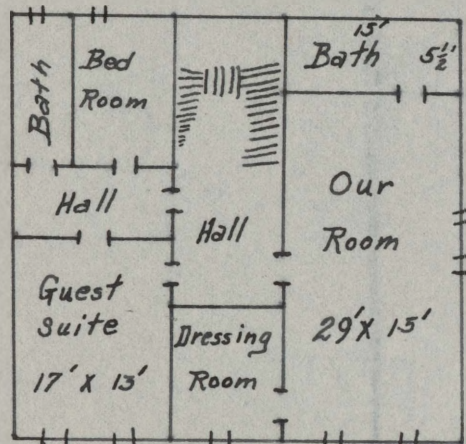 Bath
Bed
Room
15'
Bath 5½'
Hall
Hall
Our
Room
29' X 15'
Guest
Suite
17' X 13'
Dressing
Room